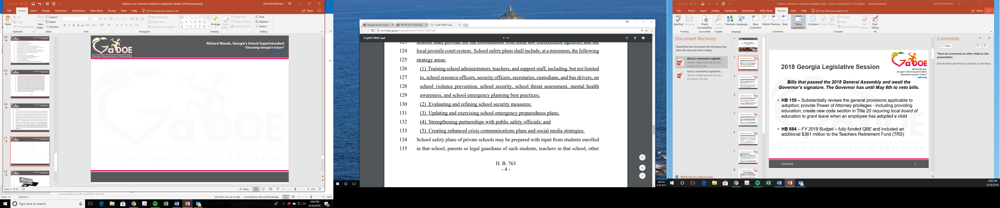 AutoSave Off
Safety in our Schools Conference Legislative Update 2018 [Autosaved]
Garry McGiboney
File Home Insert Design Transitions Animations Slide Show Review View Help Tell me what you want to do Share
Cut
Copy
Format Painter
Paste
Clipboard
New Slide
Layout
Reset
Section
Slides
18
Font
Text Direction
Align Text
Convert to SmartArt
Paragraph
Arrange
Quick Styles
Shape Fill
Shape Outline
Shape Effects
Drawing
Find
Replace
Select
Editing
28
29
30
31
32
GaDOE
Georgia Department of Education
Richard Woods, Georgia's School Superintendent
"Educating Georgia's Future"
gadoe.org
GaDOE
Georgia Department of Education
Slide 31 of 34
Notes
95%
I am forwarding you the email that I send out
Items: 10 Unread: 5
All folders are up to date. Connected to: Microsoft Exchange
100%
Type here to search
4:00 PM
4/16/2018
24
Georgia General Assemb
HB 763 2017-2018 Regu
C:\pdf\178927.wpd
www.legis.ga.gov/Legislation/20172018/178927.pdf
C:\pdf\178927.wpd
4 / 6
123 schools shall provide for the coordination with local law enforcement agencies and the
124 local juvenile court system. School safety plans shall include, at a minimum, the following
125 strategy areas:
126 (1) Training school administrators, teachers, and support staff, including, but not limited
127 to, school resource officers, security officers, secretaries, custodians, and bus drivers, on
128 school violence prevention, school security, school threat assessment, mental health
129 awareness, and school emergency planning best practices;
130 (2) Evaluating and refining school security measures;
131 (3) Updating and exercising school emergency preparedness plans;
132 (4) Strengthening partnerships with public safety officials; and
133 (5) Creating enhanced crisis communications plans and social media strategies.
134 School safety plans of private schools may be prepared with input from students enrolled
135 in that school, parents or legal guardians of such students, teachers in that school, other
H. B. 763
- 4 -
4:00 PM
4/16/2018
AutoSave Off
Garry's comments Legislative Update 2018 - Fannin County BOE 4.12.18.pptx - AutoRecovered
Garry McGiboney
File Home Insert Design Transitions Animations Slide Show Review View Help Tell me what you want to do Share
Spelling
Thesaurus
Proofing
Check Accessibility
Accessibility
Smart Lookup
Insights
Translate
Language
Language
New Comment
Delete
Previous
Next
Show Comments
Comments
Compare
Accept
Reject
Previous
Next
Reviewing Pane
End Review
Compare
Start Inking
Ink
Document Recovery
PowerPoint has recovered the following files.
Save the ones you wish to keep.
Garry's comments Legislati...
Version created from the last Aut...
4/16/2018 7:15 AM
Garry's comments Legislative...
Version created last time the user...
4/11/2018 12:57 PM
Which file do I want to save?
1
2
3
4
5
6
7
8
2018 Georgia Legislative Session
GaDOE
Richard Woods,
Georgia's School Superintendent
"Educating Georgia's Future"
gadoe.org
Bills that passed the 2018 General Assembly and await the
Governor's signature. The Governor has until May 8th to veto bills.
• HB 159 – Substantially revises the general provisions applicable to
adoption; provide Power of Attorney privileges - including providing
education; create new code section in Title 20 requiring local board of
education to grant leave when an employee has adopted a child
• HB 684 – FY 2019 Budget – fully funded QBE and included an
additional $361 million to the Teachers Retirement Fund (TRS)
Georgia Department of Education
4/16/2018
2
Comments
New
There are comments on other slides in this
presentation.
Use the Next and Previous buttons to see them.
4:00 PM
4/16/2018